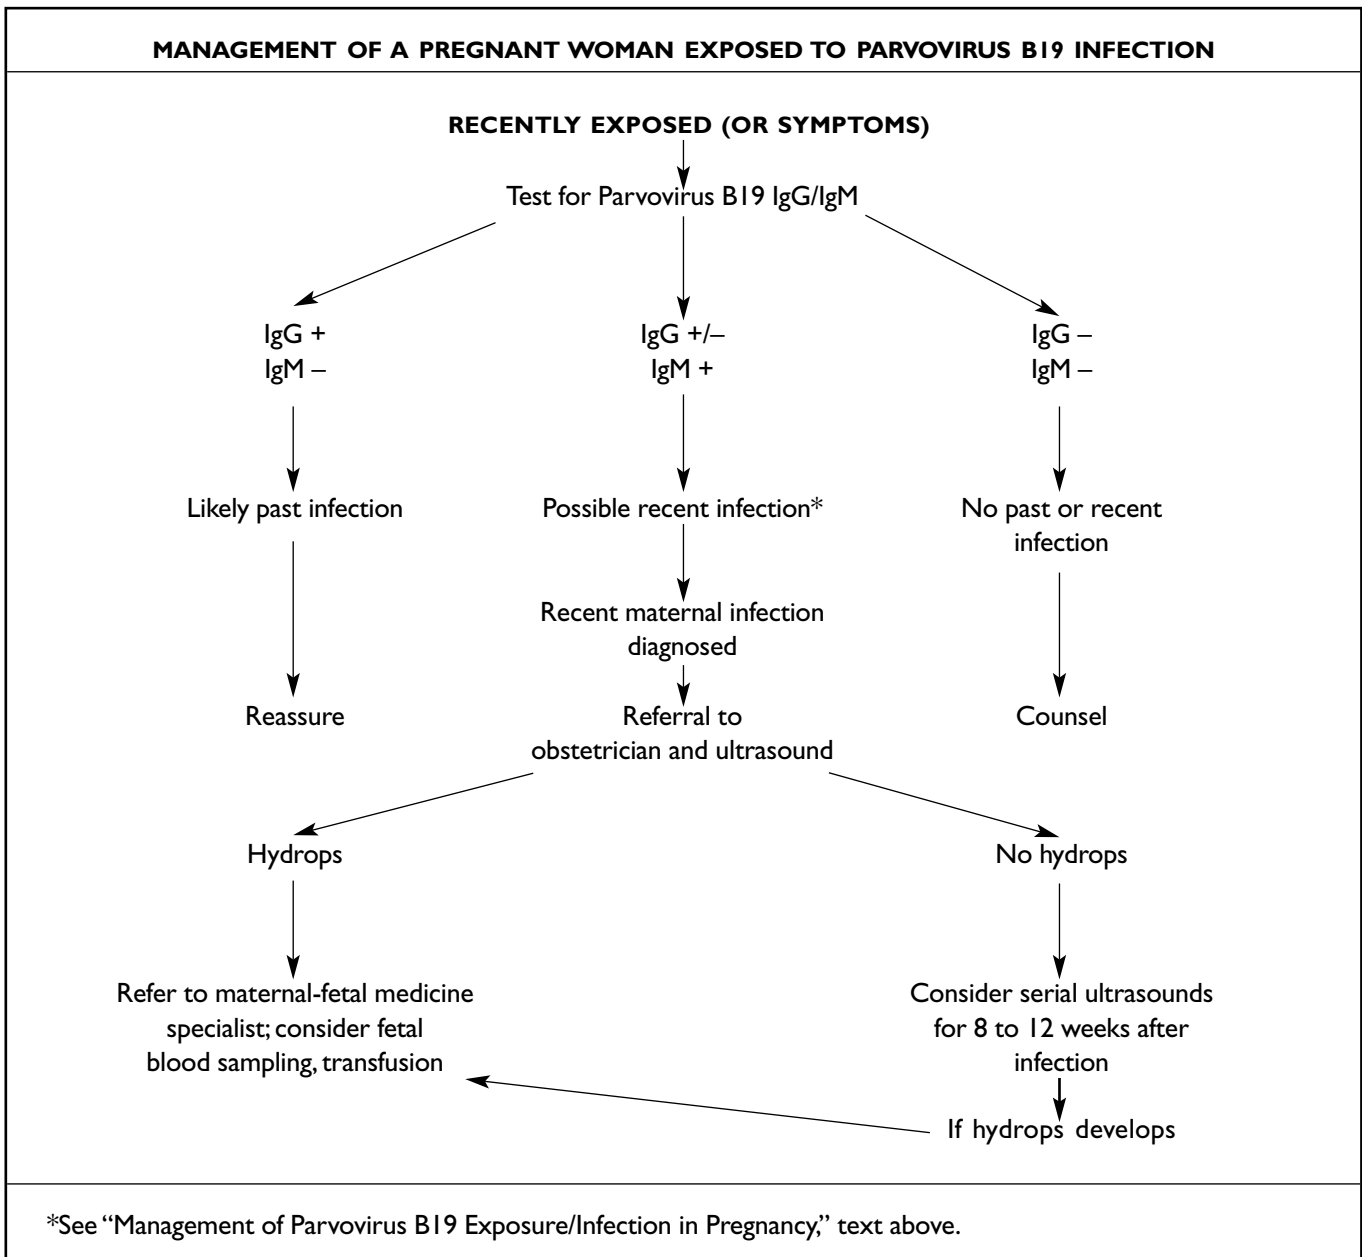 MANAGEMENT OF A PREGNANT WOMAN EXPOSED TO PARVOVIRUS B19 INFECTION
RECENTLY EXPOSED (OR SYMPTOMS)
Test for Parvovirus B19 IgG/IgM
IgG +
IgM –
IgG +/–
IgM +
IgG –
IgM –
Likely past infection
Possible recent infection*
No past or recent
infection
Recent maternal infection
diagnosed
Reassure
Referral to
obstetrician and ultrasound
Counsel
Hydrops
No hydrops
Refer to maternal-fetal medicine
specialist; consider fetal
blood sampling, transfusion
Consider serial ultrasounds
for 8 to 12 weeks after
infection
If hydrops develops
*See “Management of Parvovirus B19 Exposure/Infection in Pregnancy,” text above.